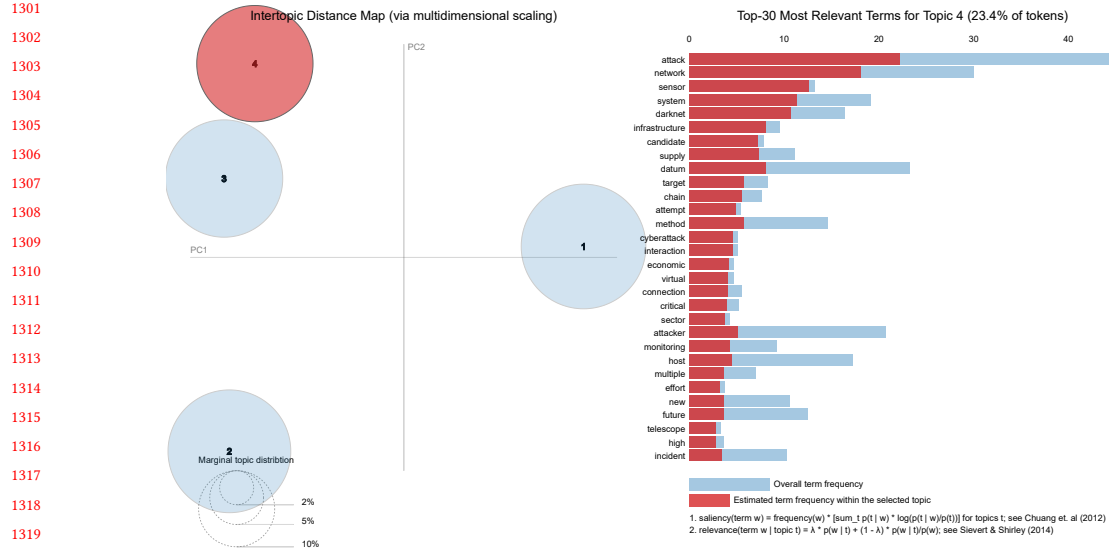 1301
1302
1303
1304
1305
1306
1307
1308
1309
1310
1311
1312
1313
1314
1315
1316
1317
1318
1319
Intertopic Distance Map (via multidimensional scaling)
PC2
4
3
1
PC1
2
Marginal topic distribtion
2%
5%
10%
Top-30 Most Relevant Terms for Topic 4 (23.4% of tokens)
0 10 20 30 40
attack
network
sensor
system
darknet
infrastructure
candidate
supply
datum
target
chain
attempt
method
cyberattack
interaction
economic
virtual
connection
critical
sector
attacker
monitoring
host
multiple
effort
new
future
telescope
high
incident
Overall term frequency
Estimated term frequency within the selected topic
1. saliency(term w) = frequency(w) * [sum_t p(t | w) * log(p(t | w)/p(t))] for topics t; see Chuang et. al (2012)
2. relevance(term w | topic t) = λ * p(w | t) + (1 - λ) * p(w | t)/p(w); see Sievert & Shirley (2014)